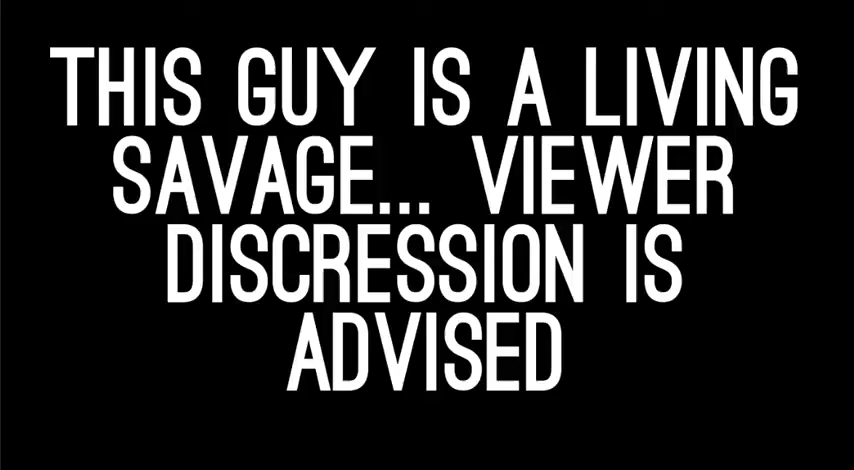 THIS GUY IS A LIVING
SAVAGE... VIEWER
DISCRESSION IS
ADVISED